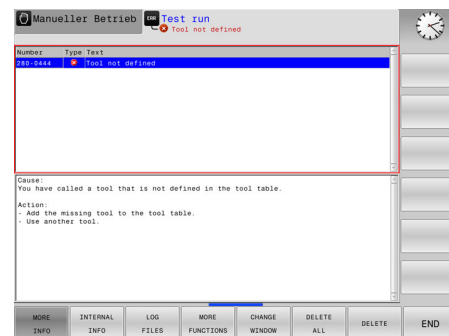 Manueller Betrieb
Test run
Tool not defined
Number Type Text
280-0444 Tool not defined
Cause:
You have called a tool that is not defined in the tool table.
Action:
- Add the missing tool to the tool table.
- Use another tool.
MORE INFO
INTERNAL INFO
LOG FILES
MORE FUNCTIONS
CHANGE WINDOW
DELETE ALL
DELETE
END